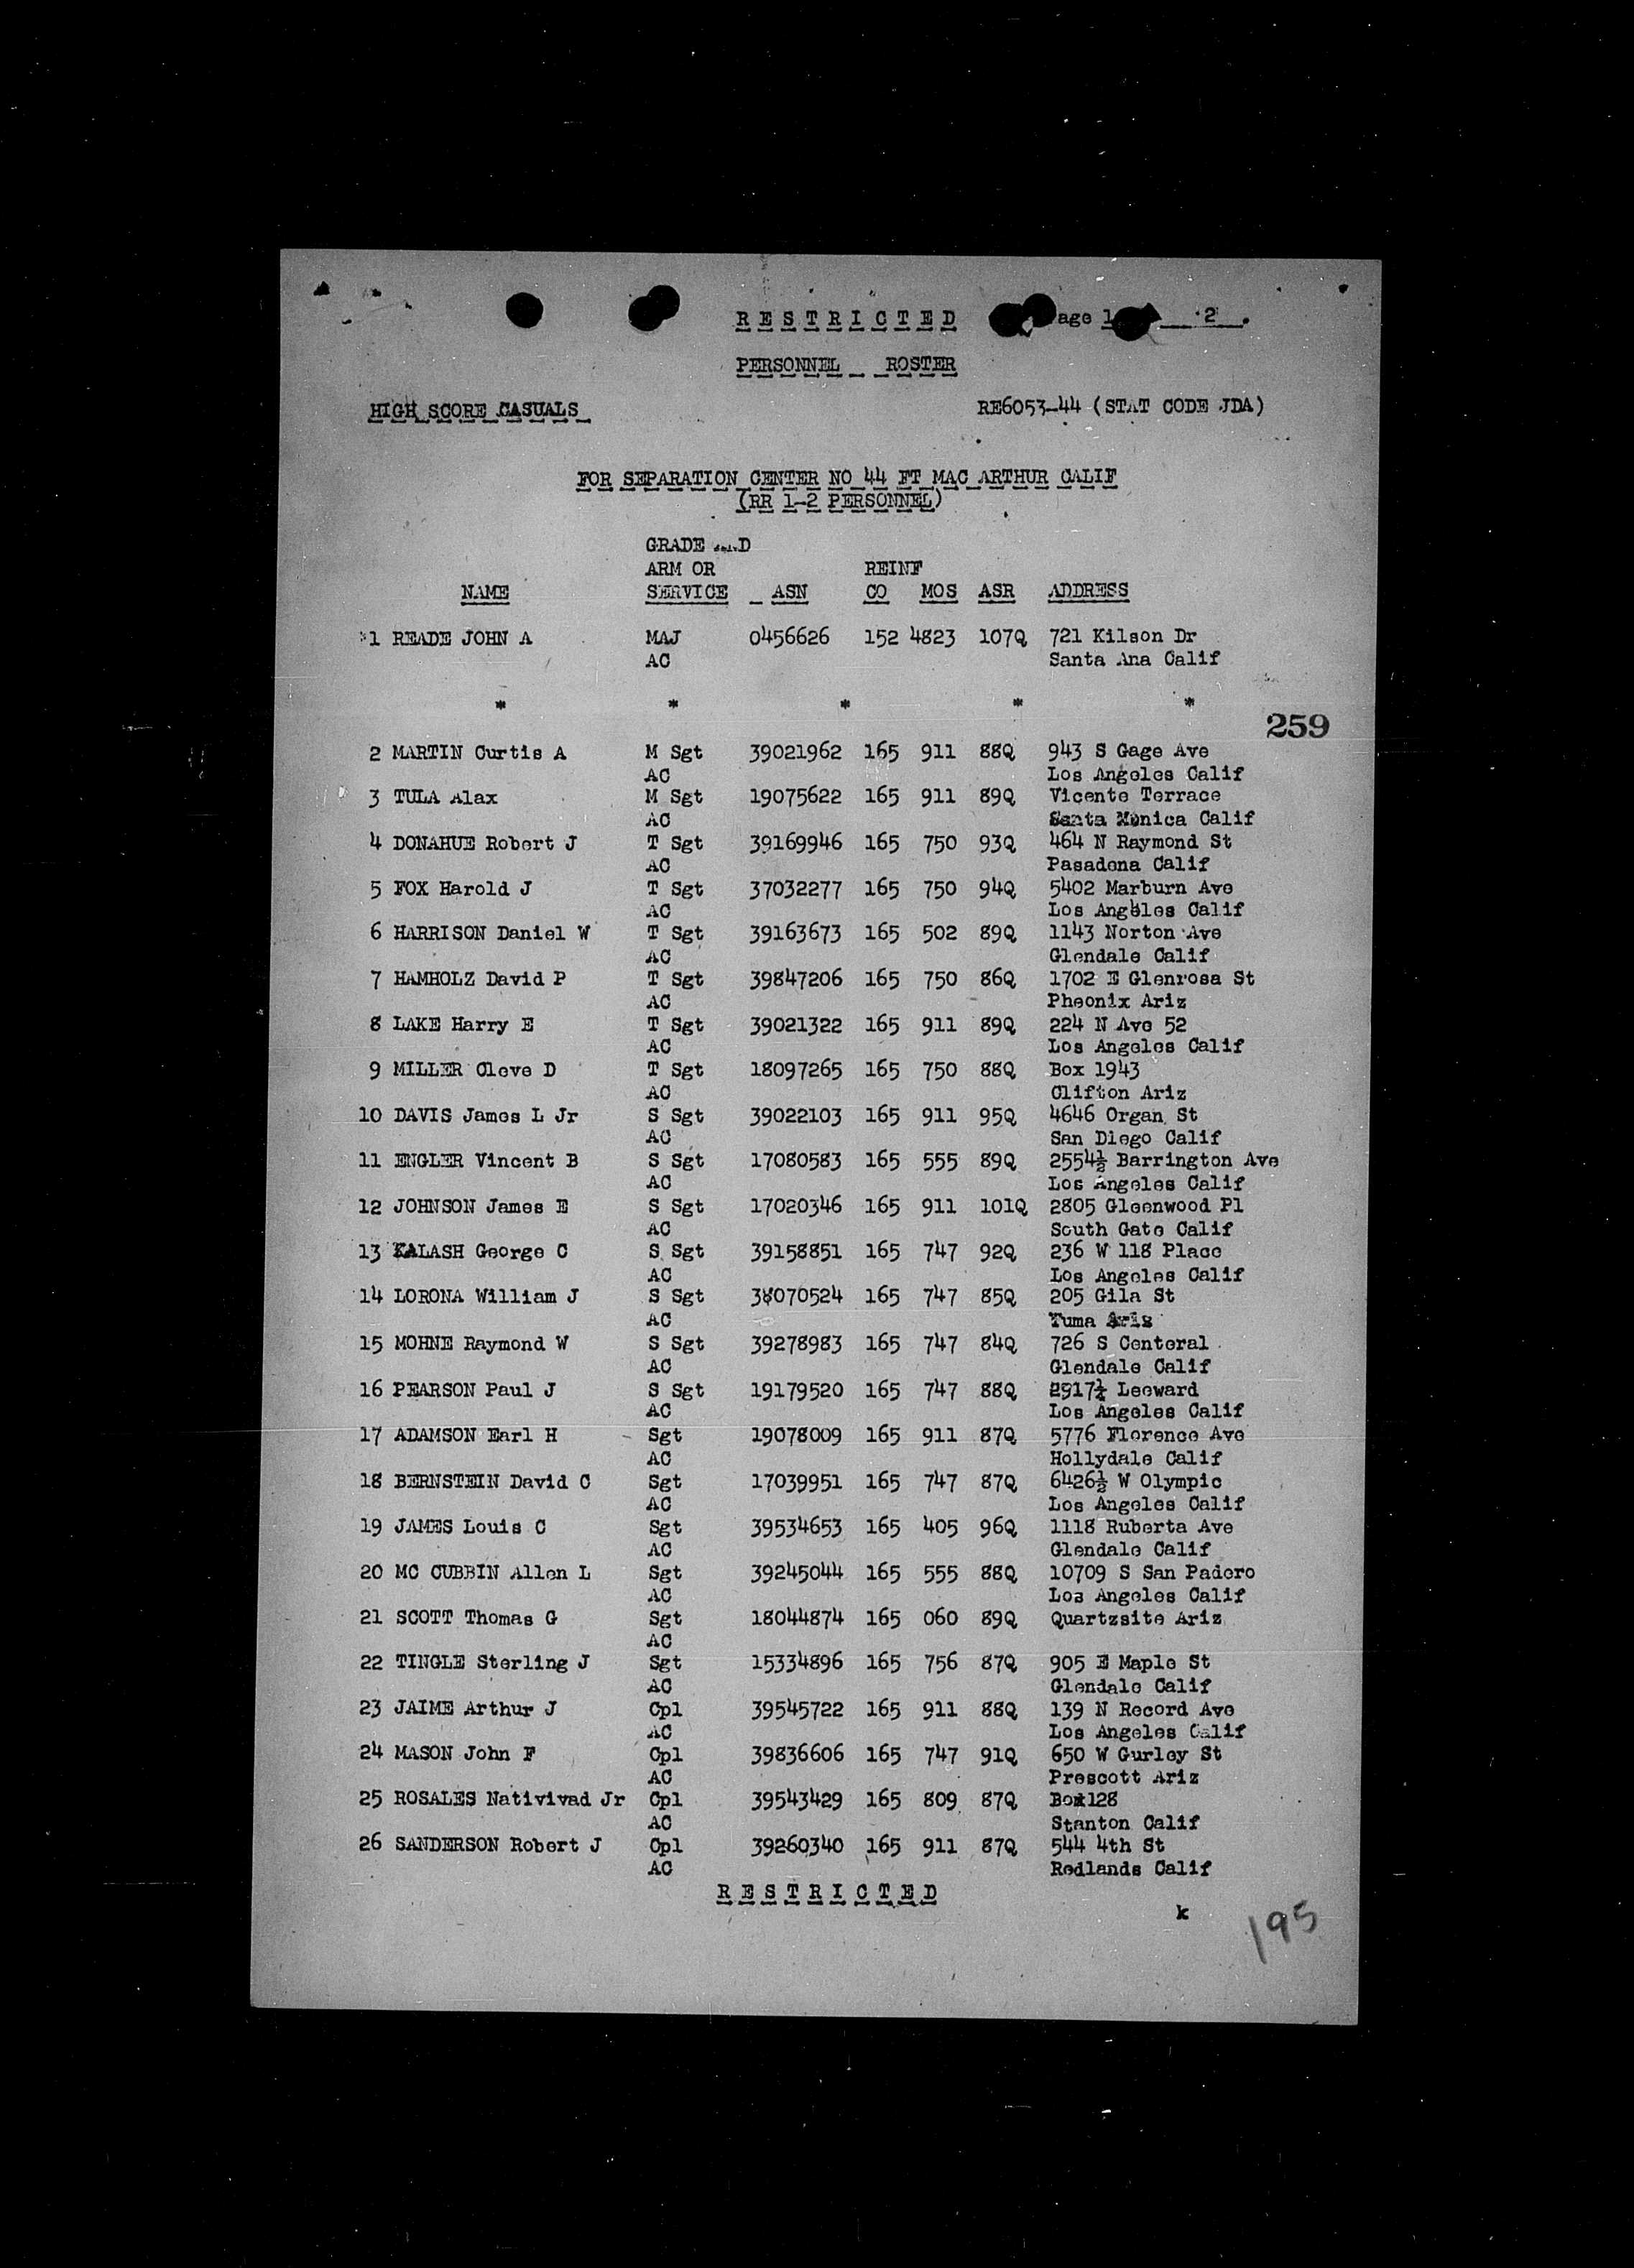 RESTRICTED
age 1 2.
PERSONNEL ROSTER
HIGH SCORE CASUALS RE6053-44 (STAT CODE JDA)
FOR SEPARATION CENTER NO 44 FT MAC ARTHUR CALIF
(RR 1-2 PERSONNEL)
GRADE
ARM OR REINF
NAME SERVICE ASN CO MOS ASR ADDRESS
1 READE JOHN A MAJ 0456626 152 4823 107Q 721 Kilson Dr
AC Santa Ana Calif
* * * * *
259
2 MARTIN Curtis A M Sgt 39021962 165 911 88Q 943 S Gage Ave
AC Los Angeles Calif
3 TULA Alax M Sgt 19075622 165 911 89Q Vicente Terrace
AC Santa Monica Calif
4 DONAHUE Robert J T Sgt 39169946 165 750 93Q 464 N Raymond St
AC Pasadena Calif
5 FOX Harold J T Sgt 37032277 165 750 94Q 5402 Marburn Ave
AC Los Angeles Calif
6 HARRISON Daniel W T Sgt 39163673 165 502 89Q 1143 Norton Ave
AC Glendale Calif
7 HAMHOLZ David P T Sgt 39847206 165 750 86Q 1702 E Glenrosa St
AC Pheonix Ariz
8 LAKE Harry E T Sgt 39021322 165 911 89Q 224 N Ave 52
AC Los Angeles Calif
9 MILLER Cleve D T Sgt 18097265 165 750 88Q Box 1943
AC Clifton Ariz
10 DAVIS James L Jr S Sgt 39022103 165 911 95Q 4646 Organ St
AC San Diego Calif
11 ENGLER Vincent B S Sgt 17080583 165 555 89Q 2554½ Barrington Ave
AC Los Angeles Calif
12 JOHNSON James E S Sgt 17020346 165 911 101Q 2805 Gleenwood Pl
AC South Gate Calif
13 KALASH George C S Sgt 39158851 165 747 92Q 236 W 118 Place
AC Los Angeles Calif
14 LORONA William J S Sgt 38070524 165 747 85Q 205 Gila St
AC Yuma Ariz
15 MOHNE Raymond W S Sgt 39278983 165 747 84Q 726 S Centeral
AC Glendale Calif
16 PEARSON Paul J S Sgt 19179520 165 747 88Q 2917½ Leeward
AC Los Angeles Calif
17 ADAMSON Earl H Sgt 19078009 165 911 87Q 5776 Florence Ave
AC Hollydale Calif
18 BERNSTEIN David C Sgt 17039951 165 747 87Q 6426½ W Olympic
AC Los Angeles Calif
19 JAMES Louis C Sgt 39534653 165 405 96Q 1118 Ruberta Ave
AC Glendale Calif
20 MC CUBBIN Allen L Sgt 39245044 165 555 88Q 10709 S San Padero
AC Los Angeles Calif
21 SCOTT Thomas G Sgt 18044874 165 060 89Q Quartzsite Ariz
AC
22 TINGLE Sterling J Sgt 15334896 165 756 87Q 905 E Maple St
AC Glendale Calif
23 JAIME Arthur J Cpl 39545722 165 911 88Q 139 N Record Ave
AC Los Angeles Calif
24 MASON John F Cpl 39836606 165 747 91Q 650 W Gurley St
AC Prescott Ariz
25 ROSALES Nativivad Jr Cpl 39543429 165 809 87Q Box128
AC Stanton Calif
26 SANDERSON Robert J Cpl 39260340 165 911 87Q 544 4th St
AC Redlands Calif
RESTRICTED
k
195